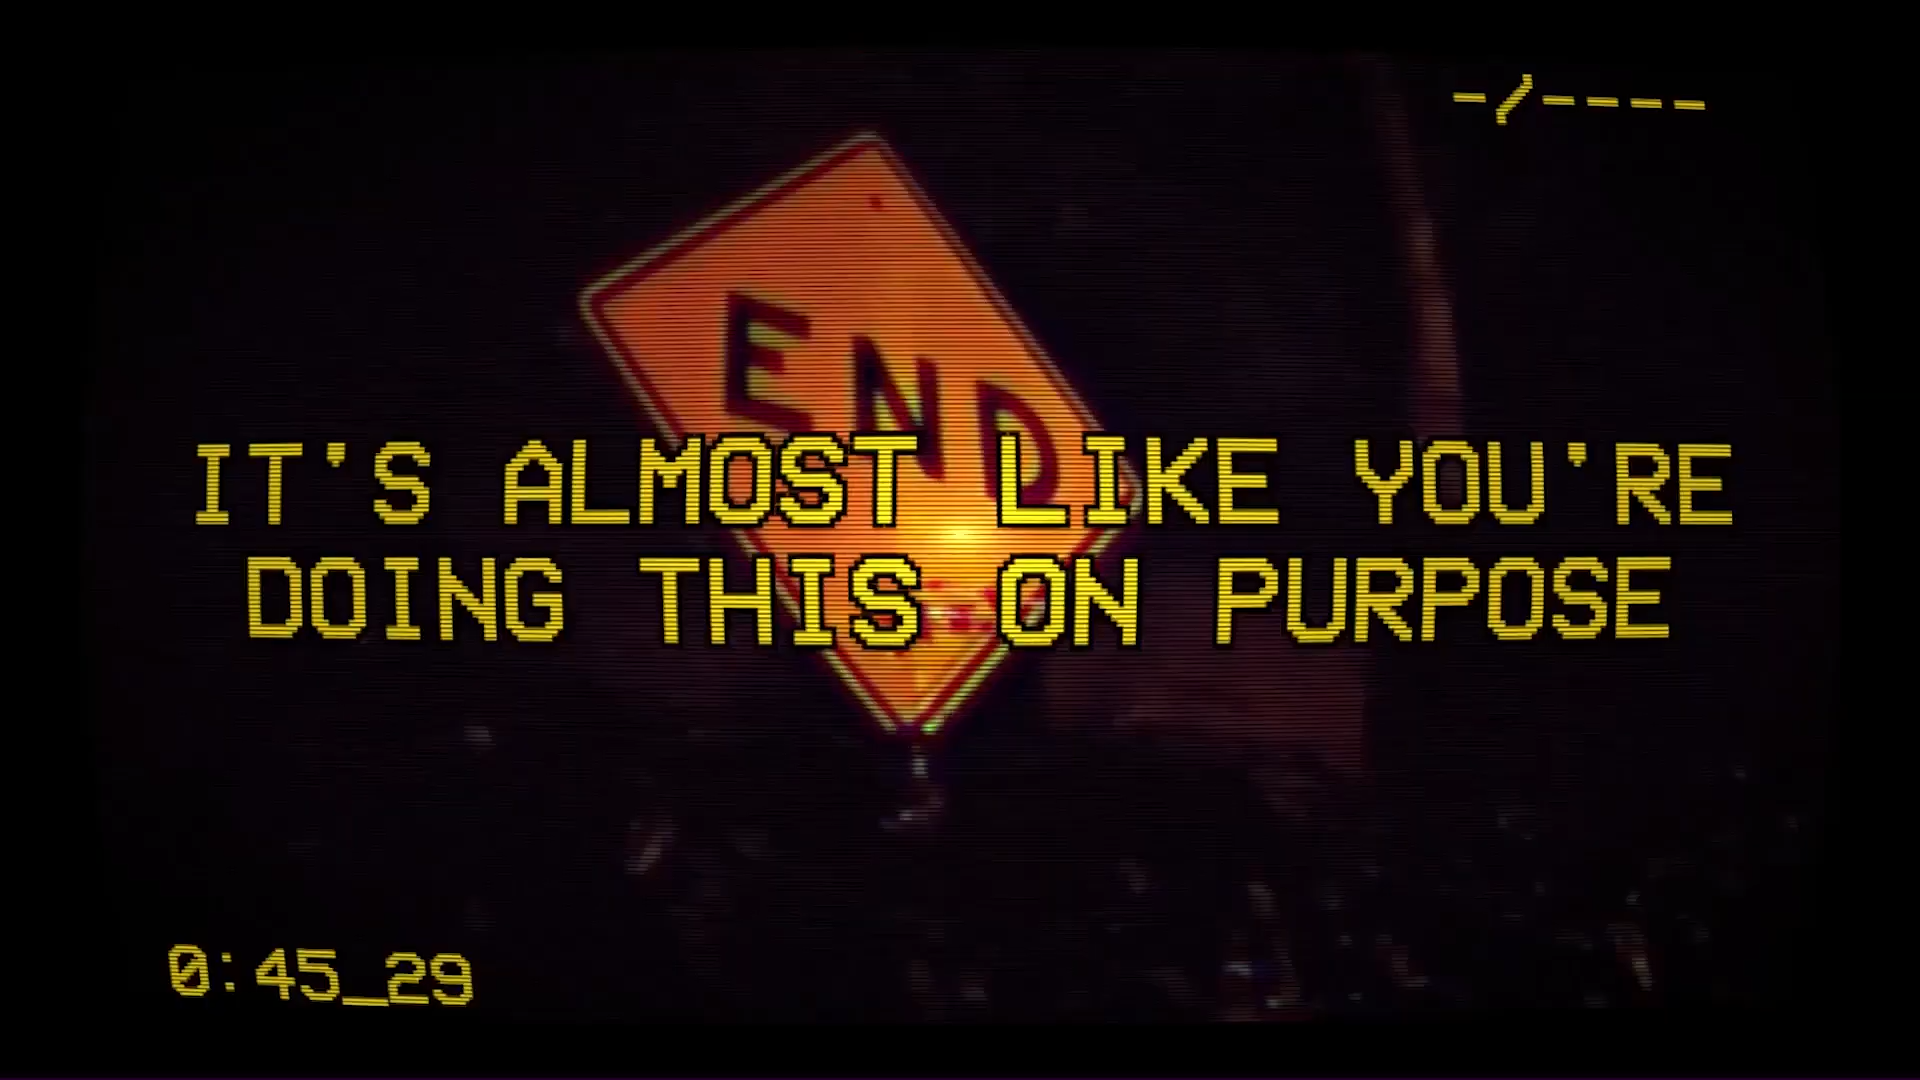 -/----
END
IT'S ALMOST LIKE YOU'RE
DOING THIS ON PURPOSE
0:45_29